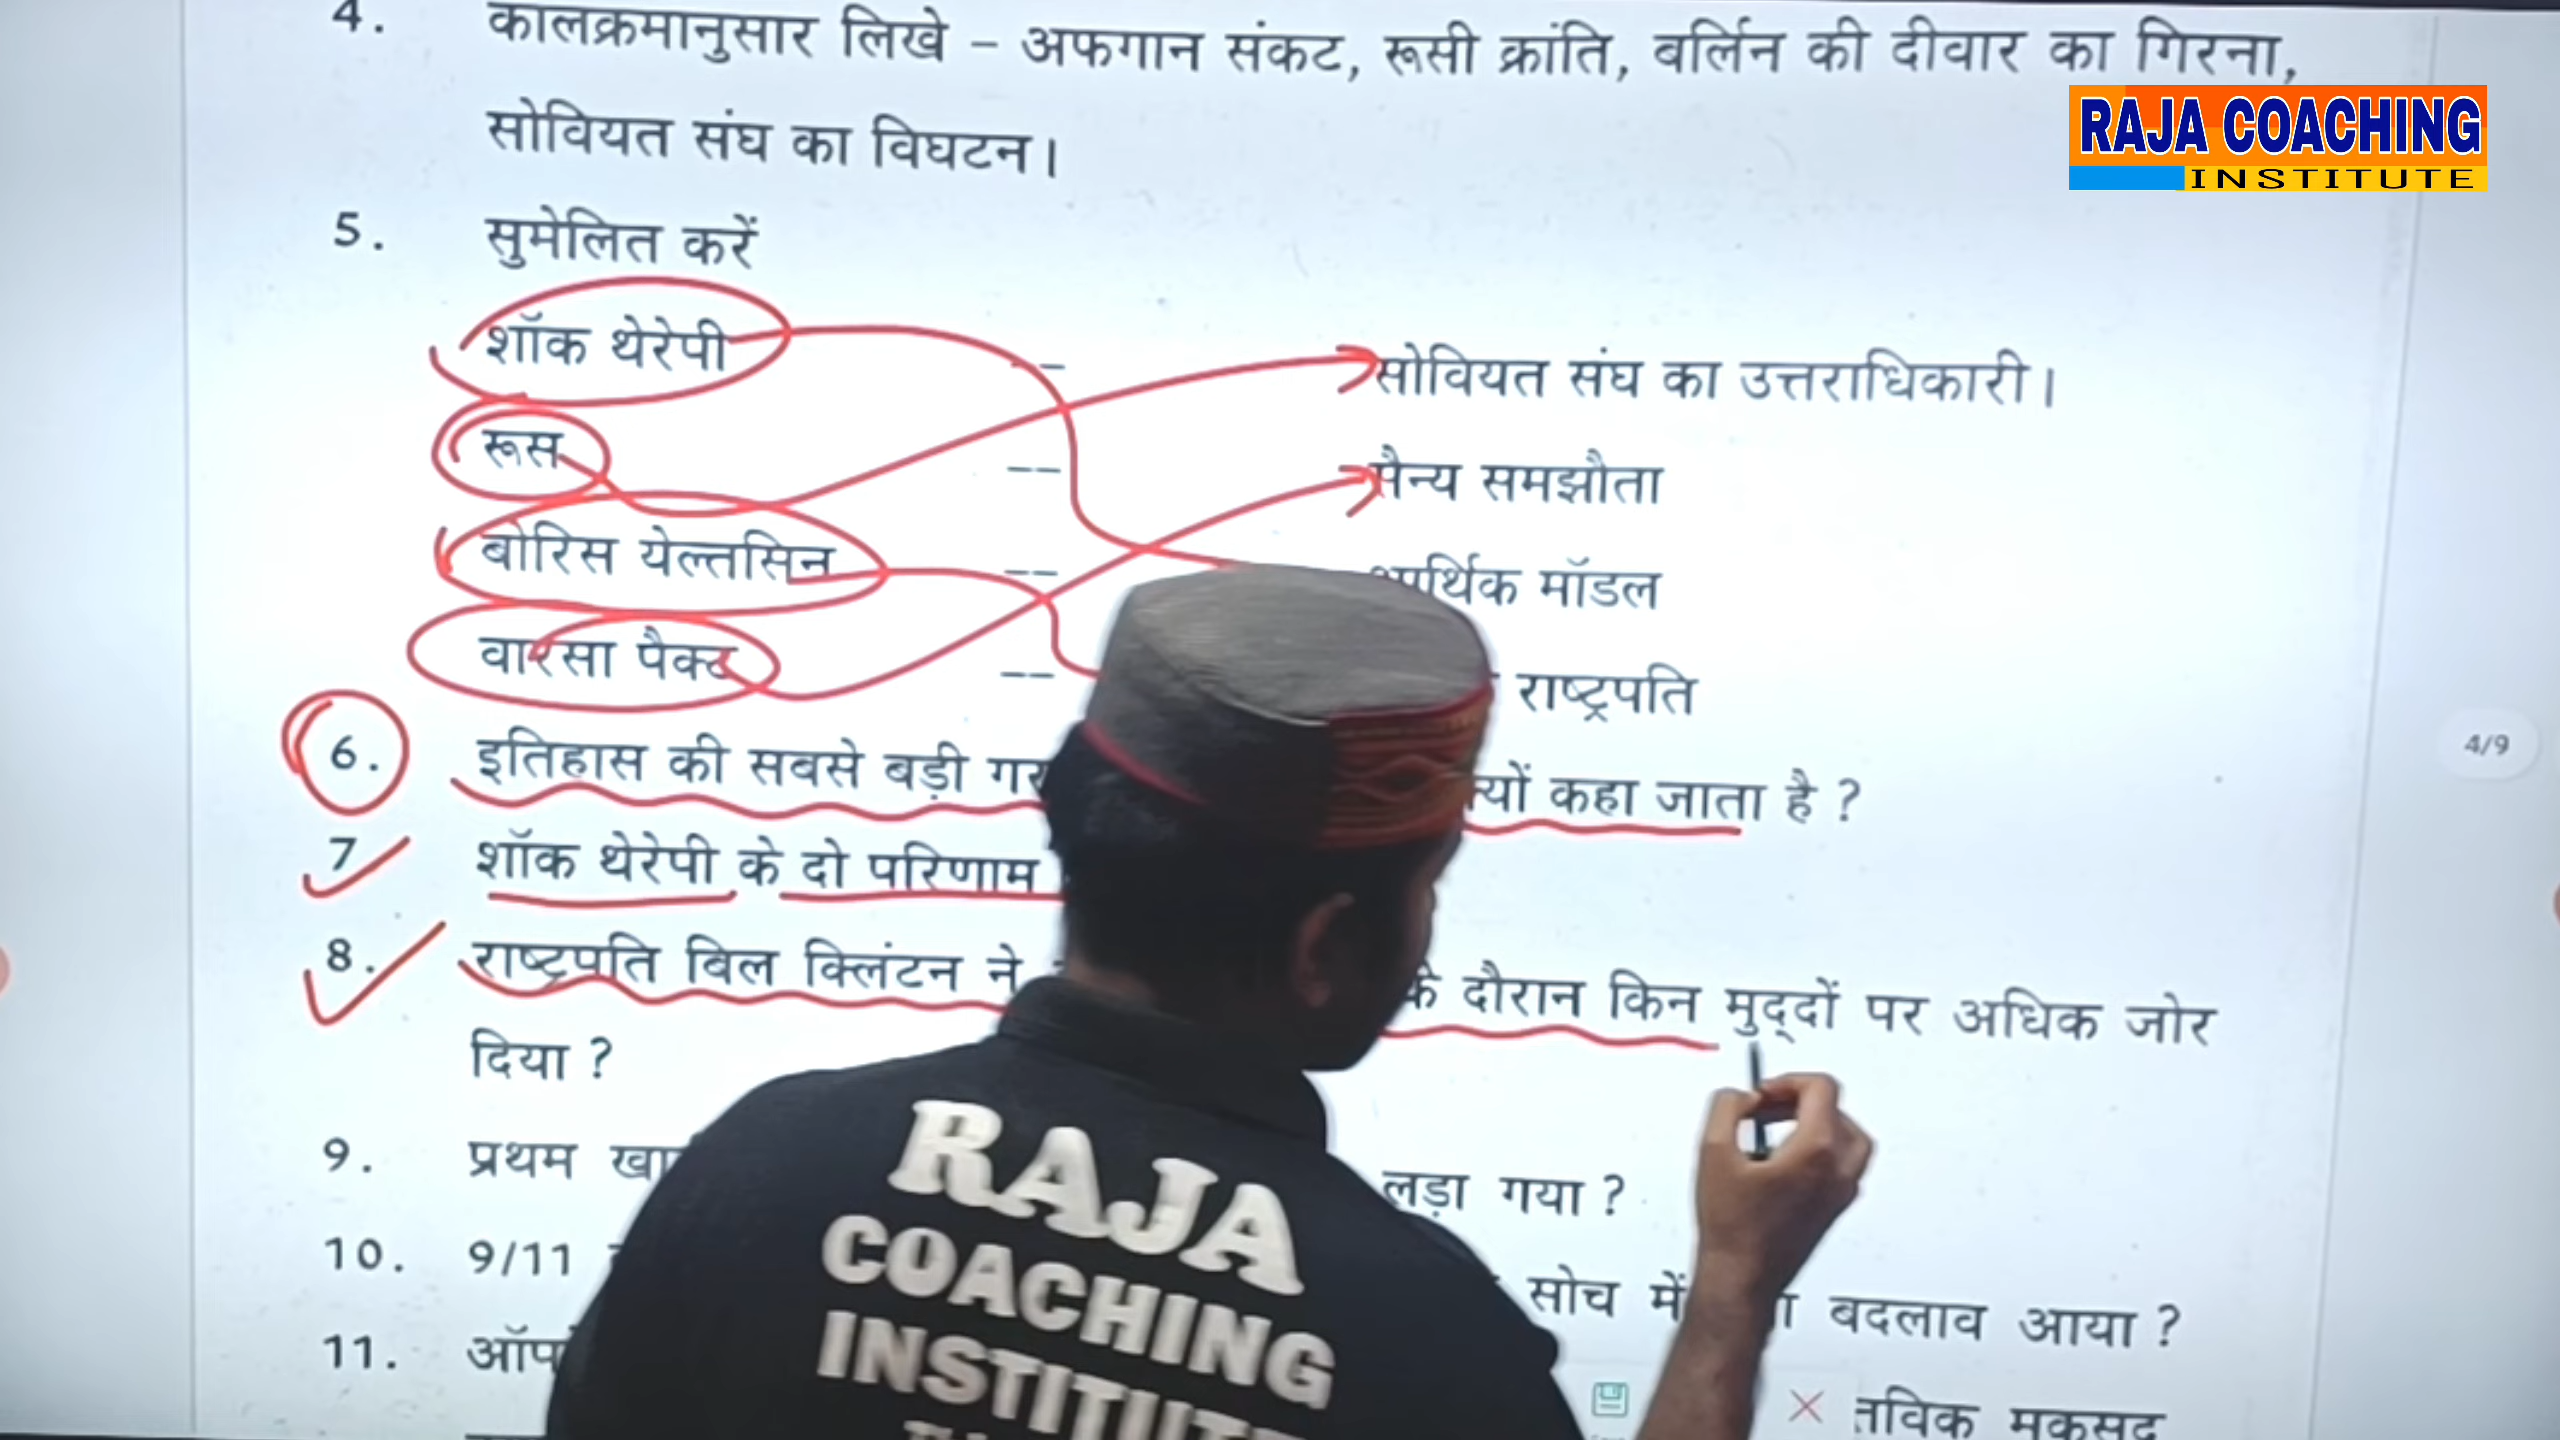 4. कालक्रमानुसार लिखे – अफगान संकट, रूसी क्रांति, बर्लिन की दीवार का गिरना,
RAJA COACHING
INSTITUTE
सोवियत संघ का विघटन।
5. सुमेलित करें
शॉक थेरेपी -- सोवियत संघ का उत्तराधिकारी।
रूस -- सैन्य समझौता
बोरिस येल्तसिन -- आर्थिक मॉडल
वारसा पैक्ट -- राष्ट्रपति
6. इतिहास की सबसे बड़ी क्यों कहा जाता है ?
7 शॉक थेरेपी के दो परिणाम
8. राष्ट्रपति विल क्लिंटन ने के दौरान किन मुद्दों पर अधिक जोर
दिया ?
9. प्रथम लड़ा गया ?
10. 9/11 सोच में बदलाव आया ?
11. मकसद
4/9
RAJA
COACHING
INSTITUTE